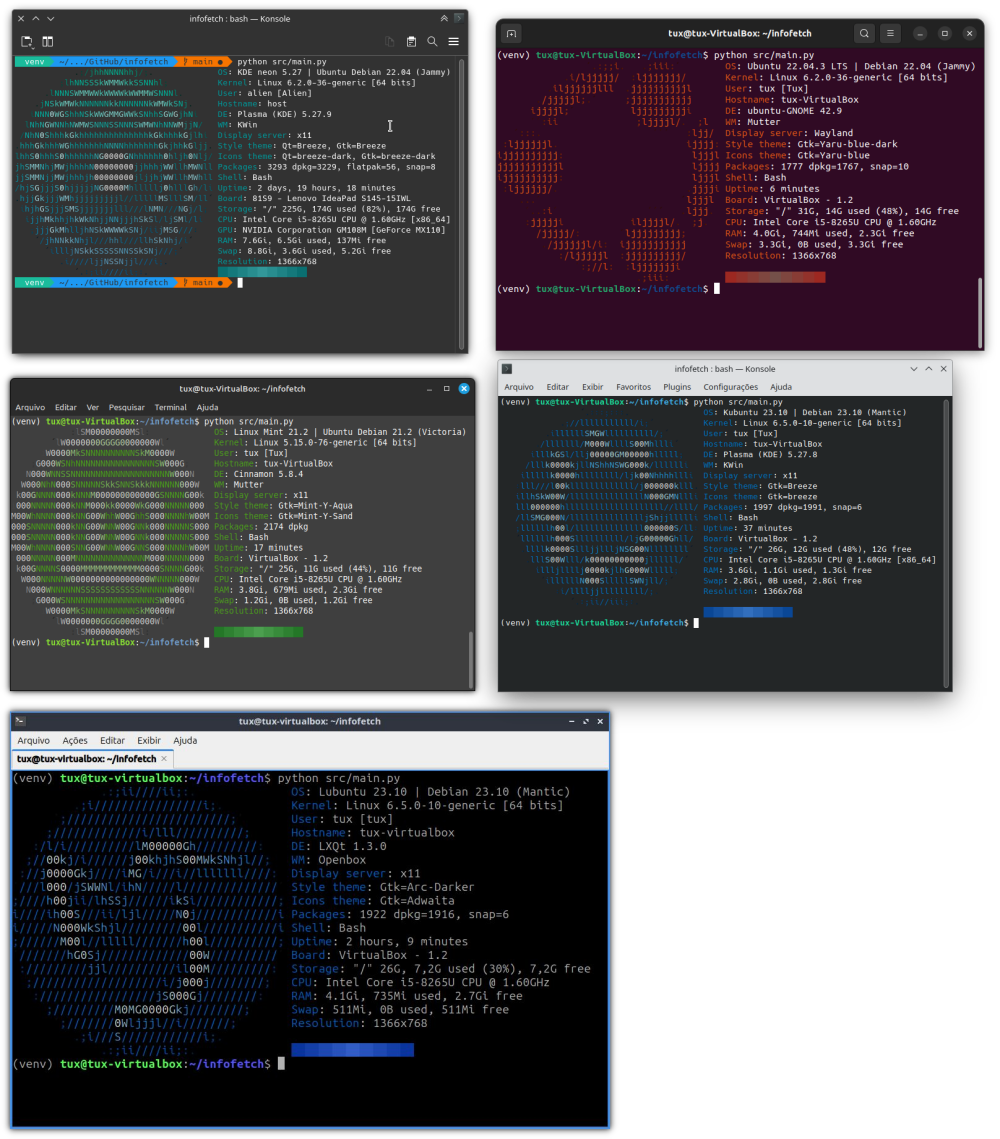 infofetch : bash — Konsole
venv ~/.../GitHub/infofetch main ● python src/main.py
OS: KDE neon 5.27 | Ubuntu Debian 22.04 (Jammy)
Kernel: Linux 6.2.0-36-generic [64 bits]
User: alien [Alien]
Hostname: host
DE: Plasma (KDE) 5.27.9
WM: KWin
Display server: x11
Style theme: Qt=Breeze, Gtk=Breeze
Icons theme: Qt=breeze-dark, Gtk=breeze-dark
Packages: 3293 dpkg=3229, flatpak=56, snap=8
Shell: Bash
Uptime: 2 days, 19 hours, 18 minutes
Board: 81S9 - Lenovo IdeaPad S145-15IWL
Storage: "/" 225G, 174G used (82%), 174G free
CPU: Intel Core i5-8265U CPU @ 1.60GHz [x86_64]
GPU: NVIDIA Corporation GM108M [GeForce MX110]
RAM: 7.6Gi, 6.5Gi used, 137Mi free
Swap: 8.8Gi, 3.6Gi used, 5.2Gi free
Resolution: 1366x768
venv ~/.../GitHub/infofetch main ●
tux@tux-VirtualBox:~/infofetch
(venv) tux@tux-VirtualBox:~/infofetch$ python src/main.py
OS: Ubuntu 22.04.3 LTS | Debian 22.04 (Jammy)
Kernel: Linux 6.2.0-36-generic [64 bits]
User: tux [tux]
Hostname: tux-VirtualBox
DE: ubuntu-GNOME 42.9
WM: Mutter
Display server: Wayland
Style theme: Gtk=Yaru-blue-dark
Icons theme: Gtk=Yaru-blue
Packages: 1777 dpkg=1767, snap=10
Shell: Bash
Uptime: 6 minutes
Board: VirtualBox - 1.2
Storage: "/" 31G, 14G used (48%), 14G free
CPU: Intel Core i5-8265U CPU @ 1.60GHz
RAM: 4.0Gi, 744Mi used, 2.3Gi free
Swap: 3.3Gi, 0B used, 3.3Gi free
Resolution: 1366x768
(venv) tux@tux-VirtualBox:~/infofetch$
tux@tux-VirtualBox: ~/infofetch
Arquivo Editar Ver Pesquisar Terminal Ajuda
(venv) tux@tux-VirtualBox:~/infofetch$ python src/main.py
OS: Linux Mint 21.2 | Ubuntu Debian 21.2 (Victoria)
Kernel: Linux 5.15.0-76-generic [64 bits]
User: tux [Tux]
Hostname: tux-VirtualBox
DE: Cinnamon 5.8.4
WM: Mutter
Display server: x11
Style theme: Gtk=Mint-Y-Aqua
Icons theme: Gtk=Mint-Y-Sand
Packages: 2174 dpkg
Shell: Bash
Uptime: 17 minutes
Board: VirtualBox - 1.2
Storage: "/" 25G, 11G used (44%), 11G free
CPU: Intel Core i5-8265U CPU @ 1.60GHz
RAM: 3.8Gi, 679Mi used, 2.3Gi free
Swap: 1.2Gi, 0B used, 1.2Gi free
Resolution: 1366x768
(venv) tux@tux-VirtualBox:~/infofetch$
infofetch : bash — Konsole
Arquivo Editar Exibir Favoritos Plugins Configurações Ajuda
(venv) tux@tux-VirtualBox:~/infofetch$ python src/main.py
OS: Kubuntu 23.10 | Debian 23.10 (Mantic)
Kernel: Linux 6.5.0-10-generic [64 bits]
User: tux [Tux]
Hostname: tux-VirtualBox
DE: Plasma (KDE) 5.27.8
WM: KWin
Display server: x11
Style theme: Gtk=Breeze
Icons theme: Gtk=breeze
Packages: 1997 dpkg=1991, snap=6
Shell: Bash
Uptime: 37 minutes
Board: VirtualBox - 1.2
Storage: "/" 26G, 12G used (48%), 12G free
CPU: Intel Core i5-8265U CPU @ 1.60GHz [x86_64]
RAM: 3.6Gi, 1.1Gi used, 1.3Gi free
Swap: 2.8Gi, 0B used, 2.8Gi free
Resolution: 1366x768
(venv) tux@tux-VirtualBox:~/infofetch$
tux@tux-virtualbox: ~/infofetch
Arquivo Ações Editar Exibir Ajuda
tux@tux-virtualbox: ~/infofetch
(venv) tux@tux-virtualbox:~/infofetch$ python src/main.py
OS: Lubuntu 23.10 | Debian 23.10 (Mantic)
Kernel: Linux 6.5.0-10-generic [64 bits]
User: tux [tux]
Hostname: tux-virtualbox
DE: LXQt 1.3.0
WM: Openbox
Display server: x11
Style theme: Gtk=Arc-Darker
Icons theme: Gtk=Adwaita
Packages: 1922 dpkg=1916, snap=6
Shell: Bash
Uptime: 2 hours, 9 minutes
Board: VirtualBox - 1.2
Storage: "/" 26G, 7,2G used (30%), 7,2G free
CPU: Intel Core i5-8265U CPU @ 1.60GHz
RAM: 4.1Gi, 735Mi used, 2.7Gi free
Swap: 511Mi, 0B used, 511Mi free
Resolution: 1366x768
(venv) tux@tux-virtualbox:~/infofetch$